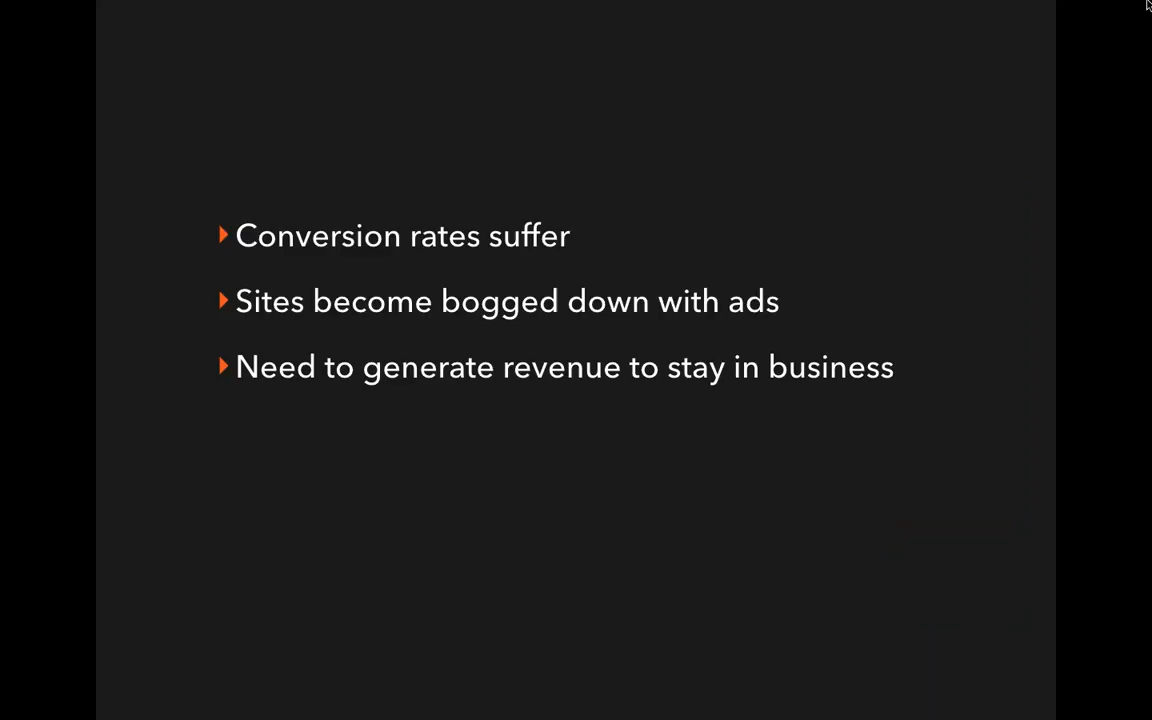 Conversion rates suffer
Sites become bogged down with ads
Need to generate revenue to stay in business